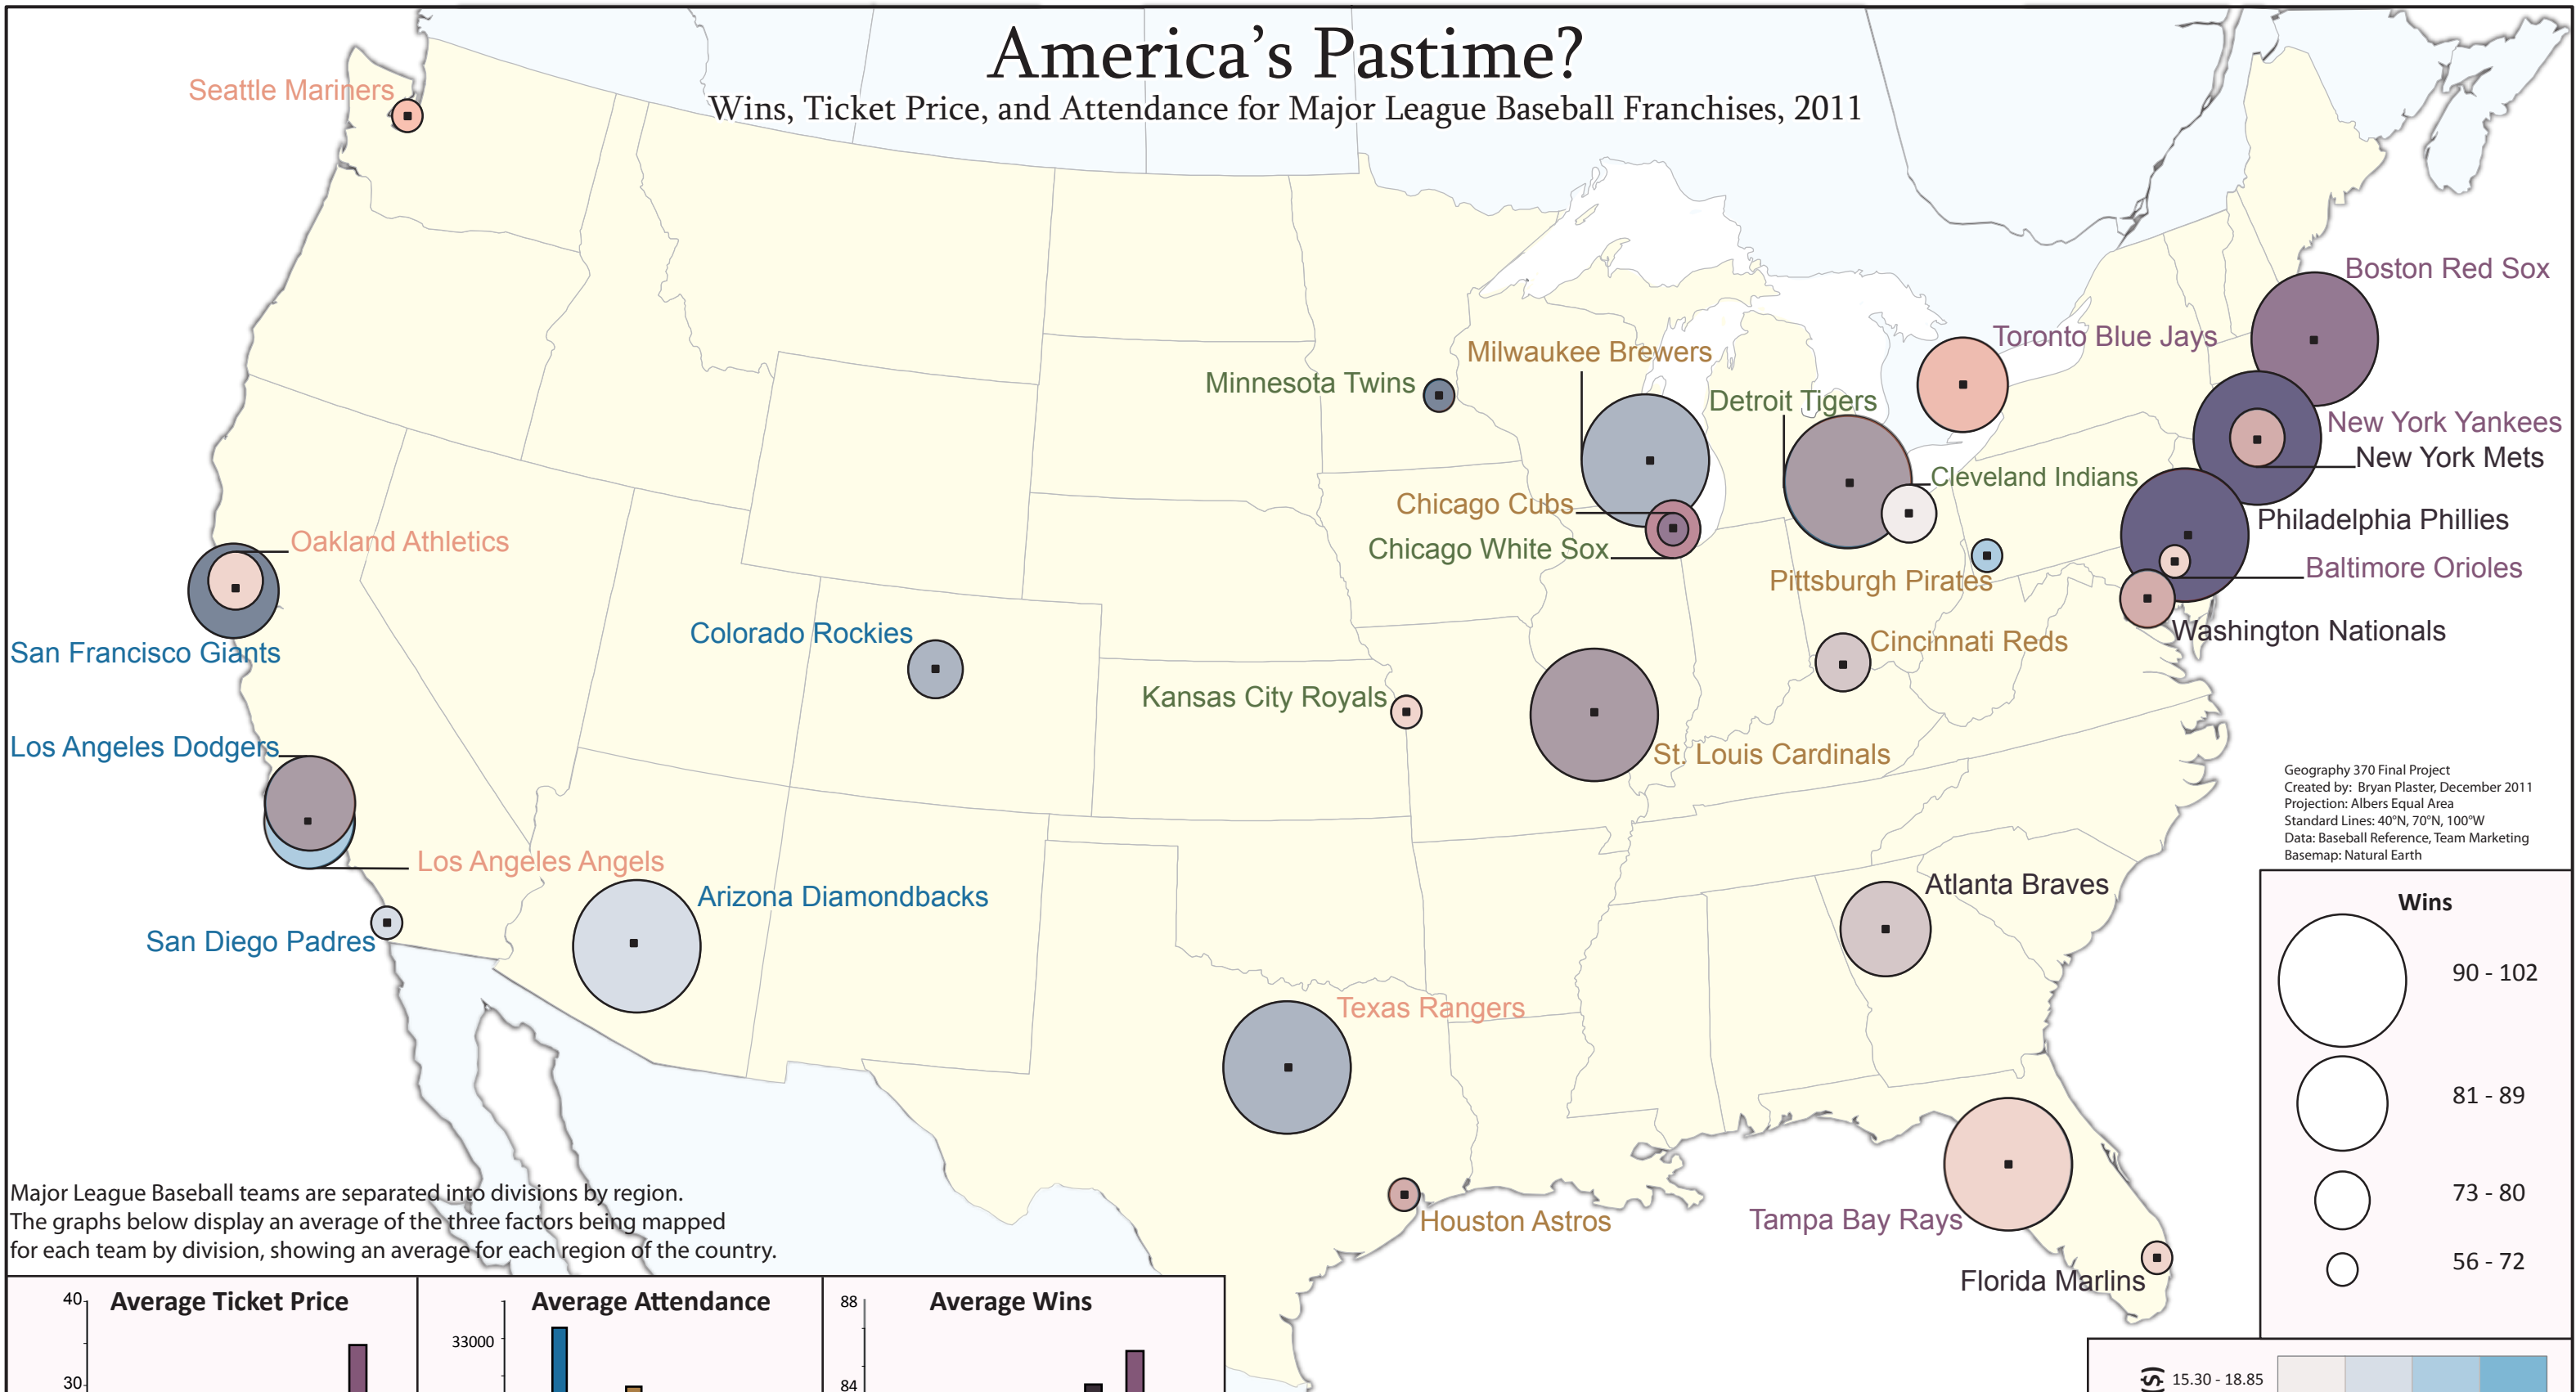 America's Pastime?
Wins, Ticket Price, and Attendance for Major League Baseball Franchises, 2011
Seattle Mariners
Boston Red Sox
Toronto Blue Jays
Milwaukee Brewers
Minnesota Twins
Detroit Tigers
New York Yankees
New York Mets
Cleveland Indians
Chicago Cubs
Philadelphia Phillies
Oakland Athletics
Chicago White Sox
Baltimore Orioles
Pittsburgh Pirates
Washington Nationals
Colorado Rockies
Cincinnati Reds
San Francisco Giants
Kansas City Royals
Los Angeles Dodgers
St. Louis Cardinals
Geography 370 Final Project
Created by: Bryan Plaster, December 2011
Projection: Albers Equal Area
Standard Lines: 40°N, 70°N, 100°W
Data: Baseball Reference, Team Marketing
Basemap: Natural Earth
Los Angeles Angels
Arizona Diamondbacks
Atlanta Braves
San Diego Padres
Wins
90 - 102
81 - 89
73 - 80
56 - 72
Texas Rangers
Houston Astros
Tampa Bay Rays
Florida Marlins
Major League Baseball teams are separated into divisions by region.
The graphs below display an average of the three factors being mapped
for each team by division, showing an average for each region of the country.
Average Ticket Price
40
30
Average Attendance
33000
Average Wins
88
84
($)
15.30 - 18.85